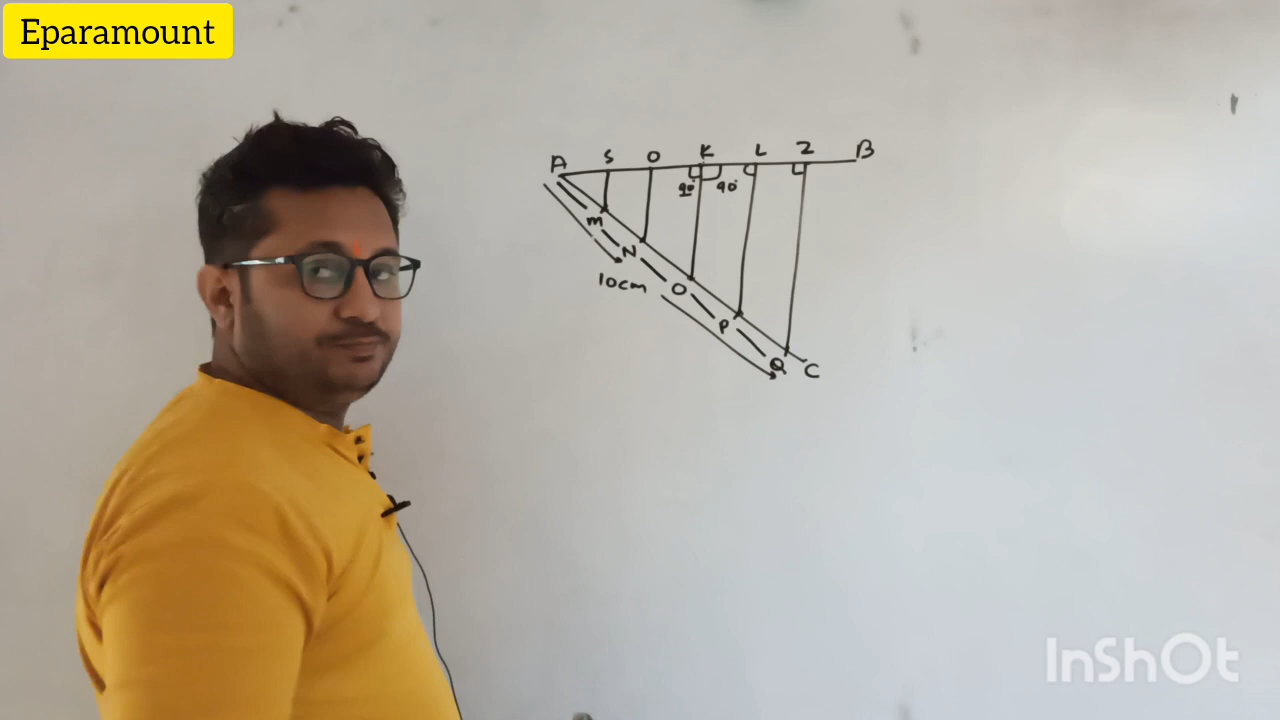 Eparamount
A S O K L Z B
90° 90°
M
N
10cm O
P
Q C
InShOt